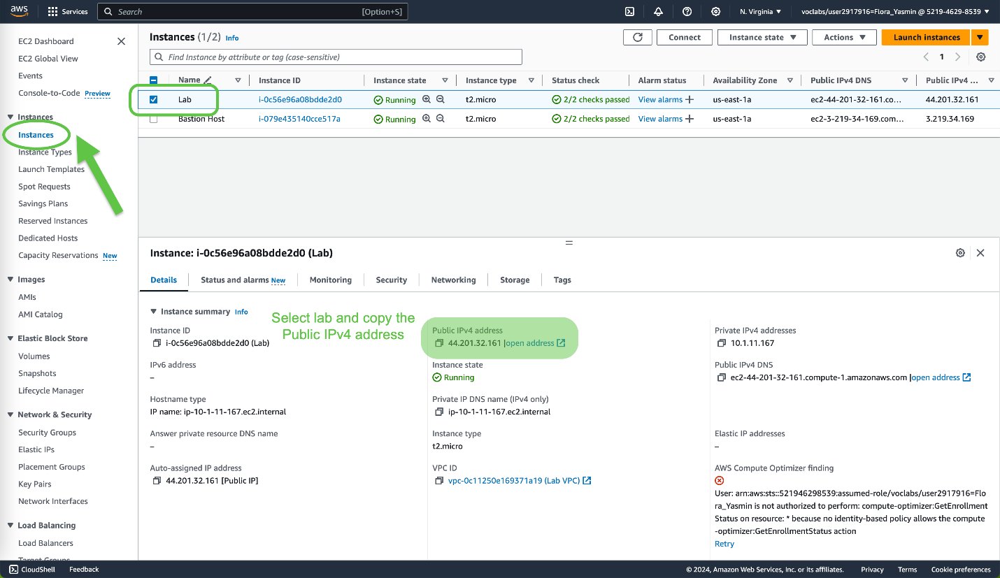 aws
Services
Search
[Option+S]
N. Virginia
voclabs/user2917916=Flora_Yasmin @ 5219-4629-8539
EC2 Dashboard
EC2 Global View
Events
Console-to-Code Preview
Instances
Instances
Instance Types
Launch Templates
Spot Requests
Savings Plans
Reserved Instances
Dedicated Hosts
Capacity Reservations New
Images
AMIs
AMI Catalog
Elastic Block Store
Volumes
Snapshots
Lifecycle Manager
Network & Security
Security Groups
Elastic IPs
Placement Groups
Key Pairs
Network Interfaces
Load Balancing
Load Balancers
Target Groups
Instances (1/2) Info
Connect
Instance state
Actions
Launch instances
Find Instance by attribute or tag (case-sensitive)
1
Name Instance ID Instance state Instance type Status check Alarm status Availability Zone Public IPv4 DNS Public IPv4 ...
Lab i-0c56e96a08bdde2d0 Running t2.micro 2/2 checks passed View alarms us-east-1a ec2-44-201-32-161.co... 44.201.32.161
Bastion Host i-079e435140cce517a Running t2.micro 2/2 checks passed View alarms us-east-1a ec2-3-219-34-169.com... 3.219.34.169
Instance: i-0c56e96a08bdde2d0 (Lab)
Details Status and alarms New Monitoring Security Networking Storage Tags
Instance summary Info
Select lab and copy the
Public IPv4 address
Instance ID
i-0c56e96a08bdde2d0 (Lab)
Public IPv4 address
44.201.32.161 |open address
Private IPv4 addresses
10.1.11.167
IPv6 address
–
Instance state
Running
Public IPv4 DNS
ec2-44-201-32-161.compute-1.amazonaws.com |open address
Hostname type
IP name: ip-10-1-11-167.ec2.internal
Private IP DNS name (IPv4 only)
ip-10-1-11-167.ec2.internal
Answer private resource DNS name
–
Instance type
t2.micro
Elastic IP addresses
–
Auto-assigned IP address
44.201.32.161 [Public IP]
VPC ID
vpc-0c11250e169371a19 (Lab VPC)
AWS Compute Optimizer finding
User: arn:aws:sts::521946298539:assumed-role/voclabs/user2917916=Flo
ra_Yasmin is not authorized to perform: compute-optimizer:GetEnrollment
Status on resource: * because no identity-based policy allows the compute
-optimizer:GetEnrollmentStatus action
Retry
CloudShell
Feedback
© 2024, Amazon Web Services, Inc. or its affiliates.
Privacy
Terms
Cookie preferences